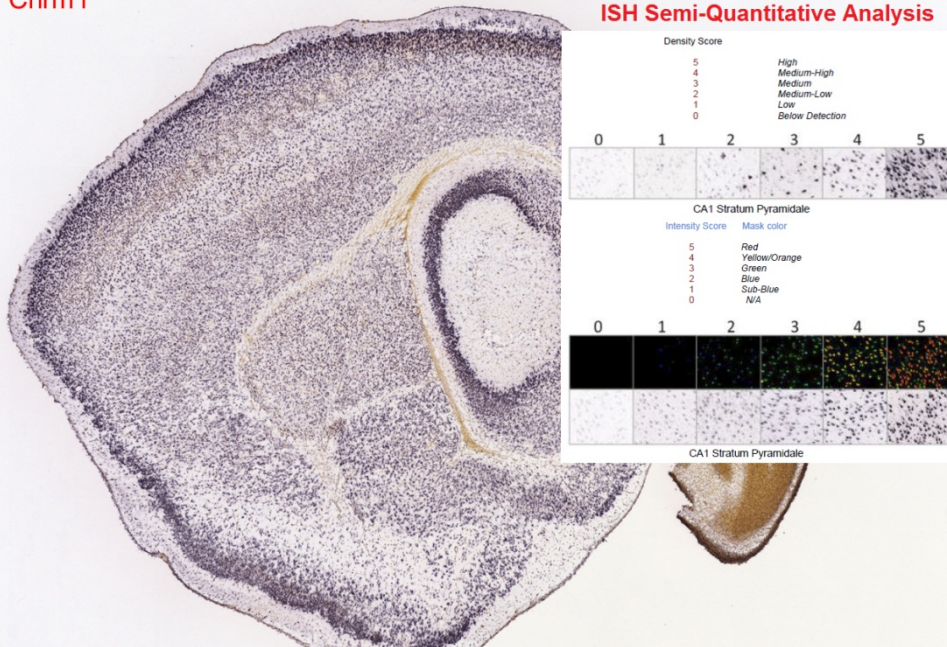 ISH Semi-Quantitative Analysis
Density Score
5 High
4 Medium-High
3 Medium
2 Medium-Low
1 Low
0 Below Detection
0 1 2 3 4 5
CA1 Stratum Pyramidale
Intensity Score Mask color
5 Red
4 Yellow/Orange
3 Green
2 Blue
1 Sub-Blue
0 N/A
0 1 2 3 4 5
CA1 Stratum Pyramidale